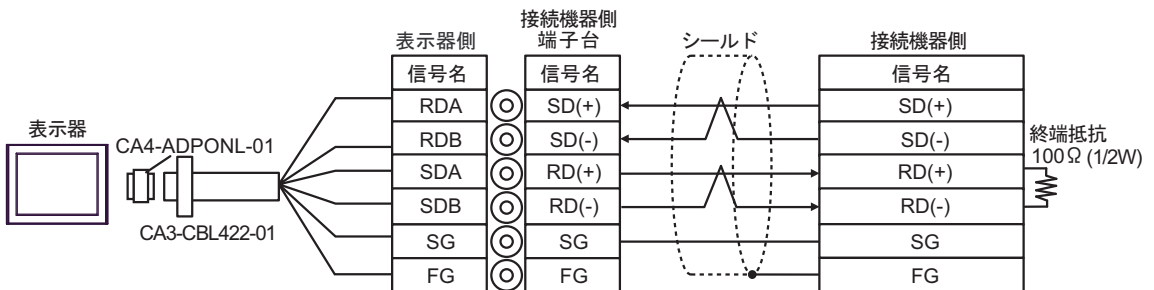 表示器
CA4-ADPONL-01
CA3-CBL422-01
表示器側
信号名
RDA
RDB
SDA
SDB
SG
FG
接続機器側
端子台
信号名
SD(+)
SD(-)
RD(+)
RD(-)
SG
FG
シールド
接続機器側
信号名
SD(+)
SD(-)
RD(+)
RD(-)
SG
FG
終端抵抗
100Ω (1/2W)